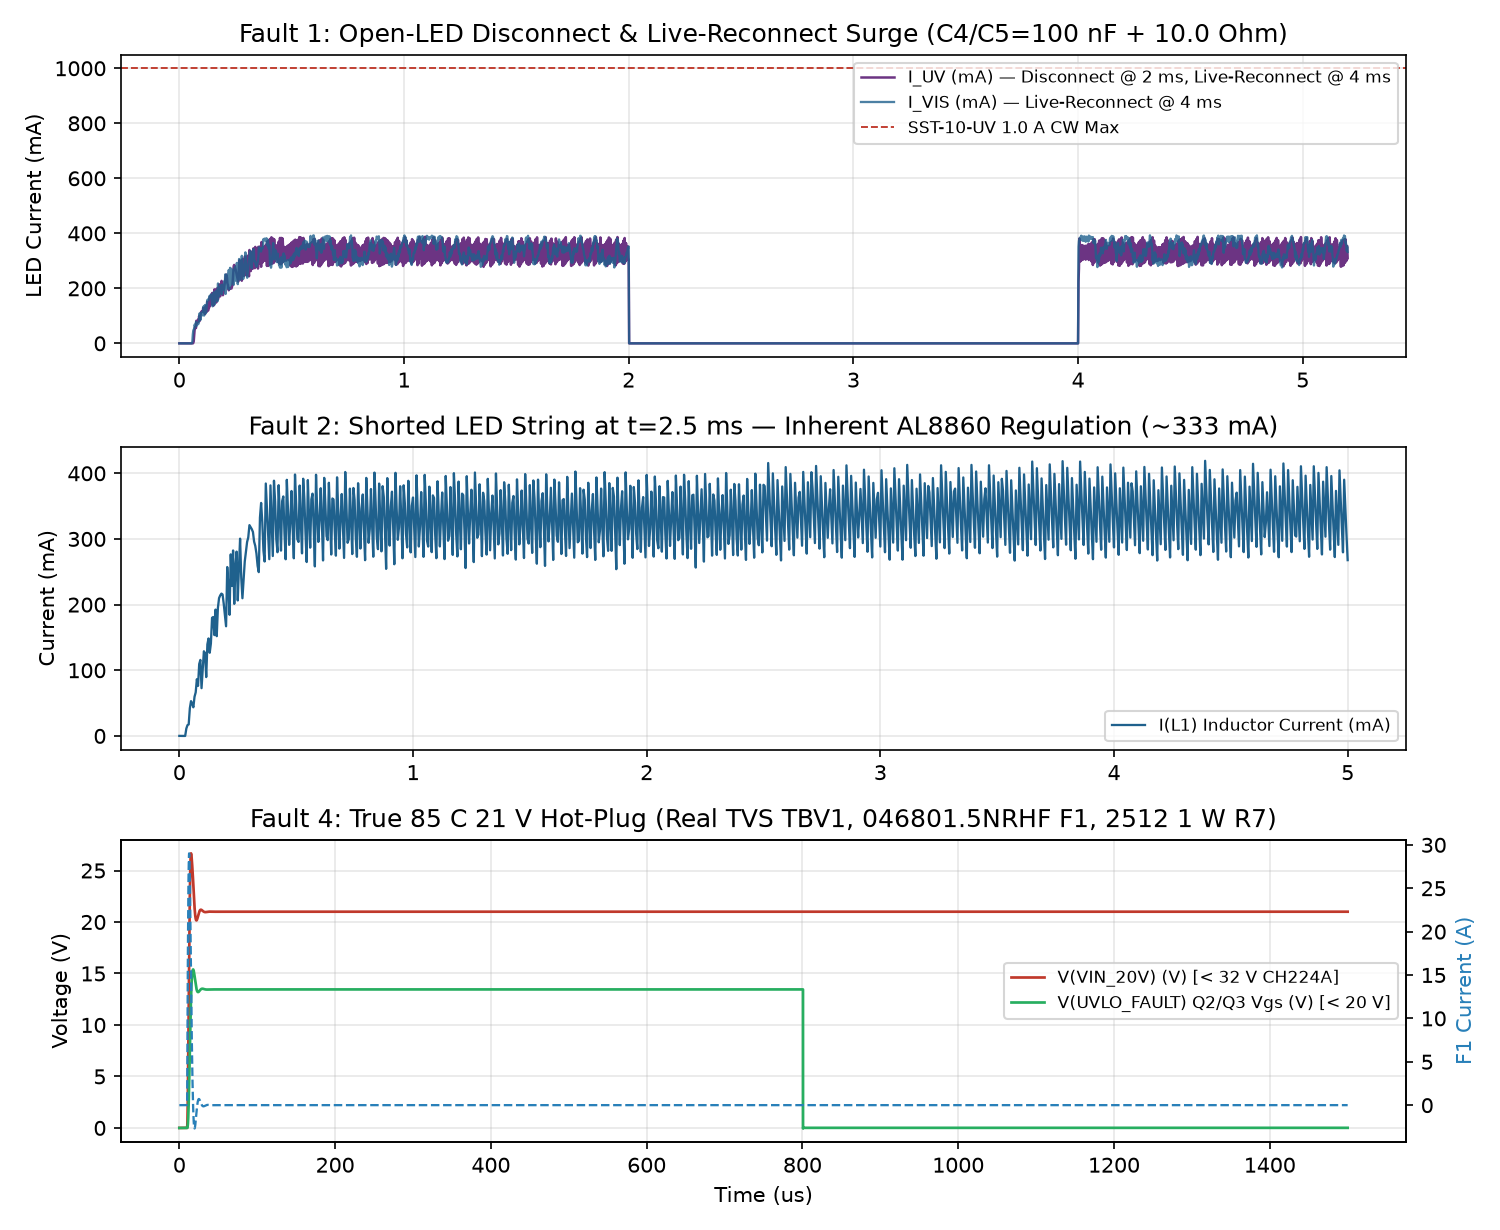 Fault 1: Open-LED Disconnect & Live-Reconnect Surge (C4/C5=100 nF + 10.0 Ohm)
LED Current (mA)
1000
800
600
400
200
0
I_UV (mA) — Disconnect @ 2 ms, Live-Reconnect @ 4 ms
I_VIS (mA) — Live-Reconnect @ 4 ms
SST-10-UV 1.0 A CW Max
0 1 2 3 4 5
Fault 2: Shorted LED String at t=2.5 ms — Inherent AL8860 Regulation (~333 mA)
Current (mA)
400
300
200
100
0
I(L1) Inductor Current (mA)
0 1 2 3 4 5
Fault 4: True 85 C 21 V Hot-Plug (Real TVS TBV1, 046801.5NRHF F1, 2512 1 W R7)
Voltage (V)
25
20
15
10
5
0
V(VIN_20V) (V) [< 32 V CH224A]
V(UVLO_FAULT) Q2/Q3 Vgs (V) [< 20 V]
30
25
20
15
10
5
0
F1 Current (A)
0 200 400 600 800 1000 1200 1400
Time (us)